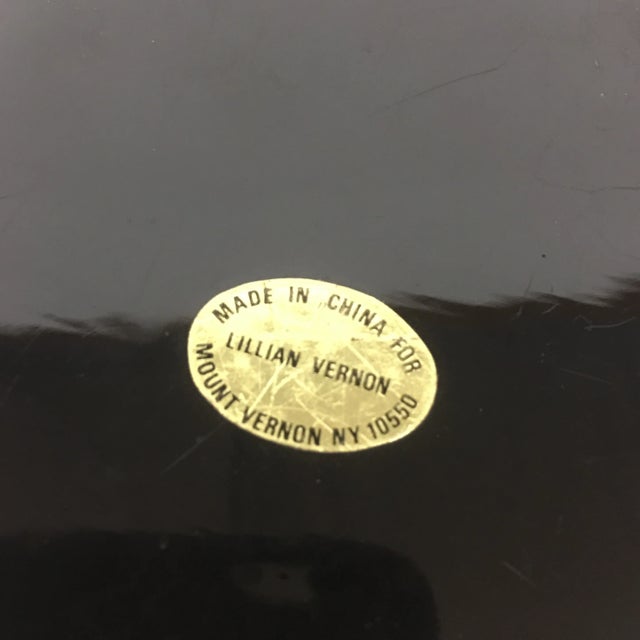 MADE IN CHINA FOR
LILLIAN VERNON
MOUNT VERNON NY 10550